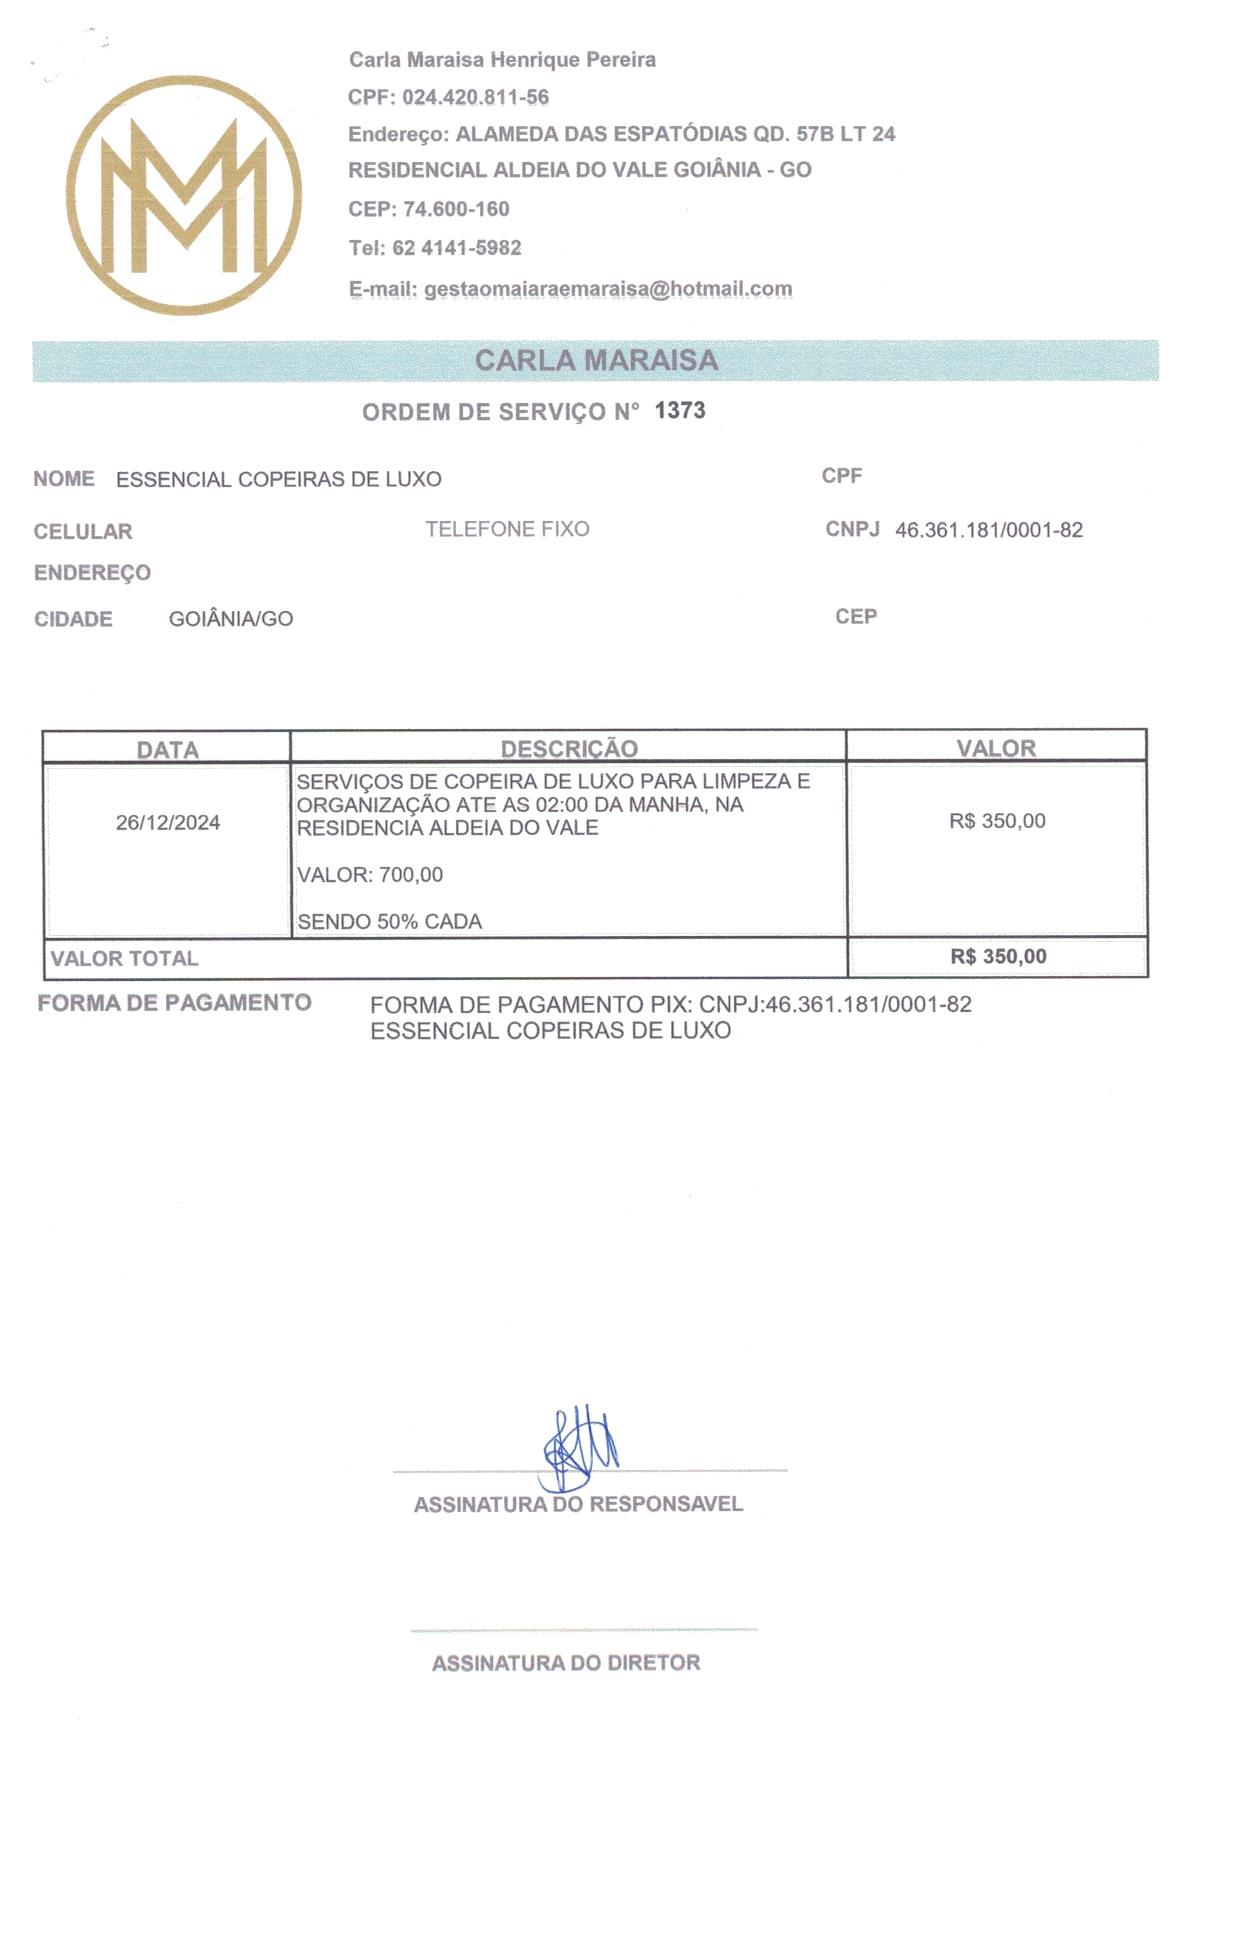 MM
Carla Maraisa Henrique Pereira
CPF: 024.420.811-56
Endereço: ALAMEDA DAS ESPATÓDIAS QD. 57B LT 24
RESIDENCIAL ALDEIA DO VALE GOIÂNIA - GO
CEP: 74.600-160
Tel: 62 4141-5982
E-mail: gestaomaiaraemaraisa@hotmail.com
CARLA MARAISA
ORDEM DE SERVIÇO N° 1373
NOME ESSENCIAL COPEIRAS DE LUXO CPF
CELULAR TELEFONE FIXO CNPJ 46.361.181/0001-82
ENDEREÇO
CIDADE GOIÂNIA/GO CEP
DATA DESCRIÇÃO VALOR
SERVIÇOS DE COPEIRA DE LUXO PARA LIMPEZA E
ORGANIZAÇÃO ATE AS 02:00 DA MANHA, NA
26/12/2024 RESIDENCIA ALDEIA DO VALE R$ 350,00
VALOR: 700,00
SENDO 50% CADA
VALOR TOTAL R$ 350,00
FORMA DE PAGAMENTO FORMA DE PAGAMENTO PIX: CNPJ:46.361.181/0001-82
ESSENCIAL COPEIRAS DE LUXO
ASSINATURA DO RESPONSAVEL
ASSINATURA DO DIRETOR